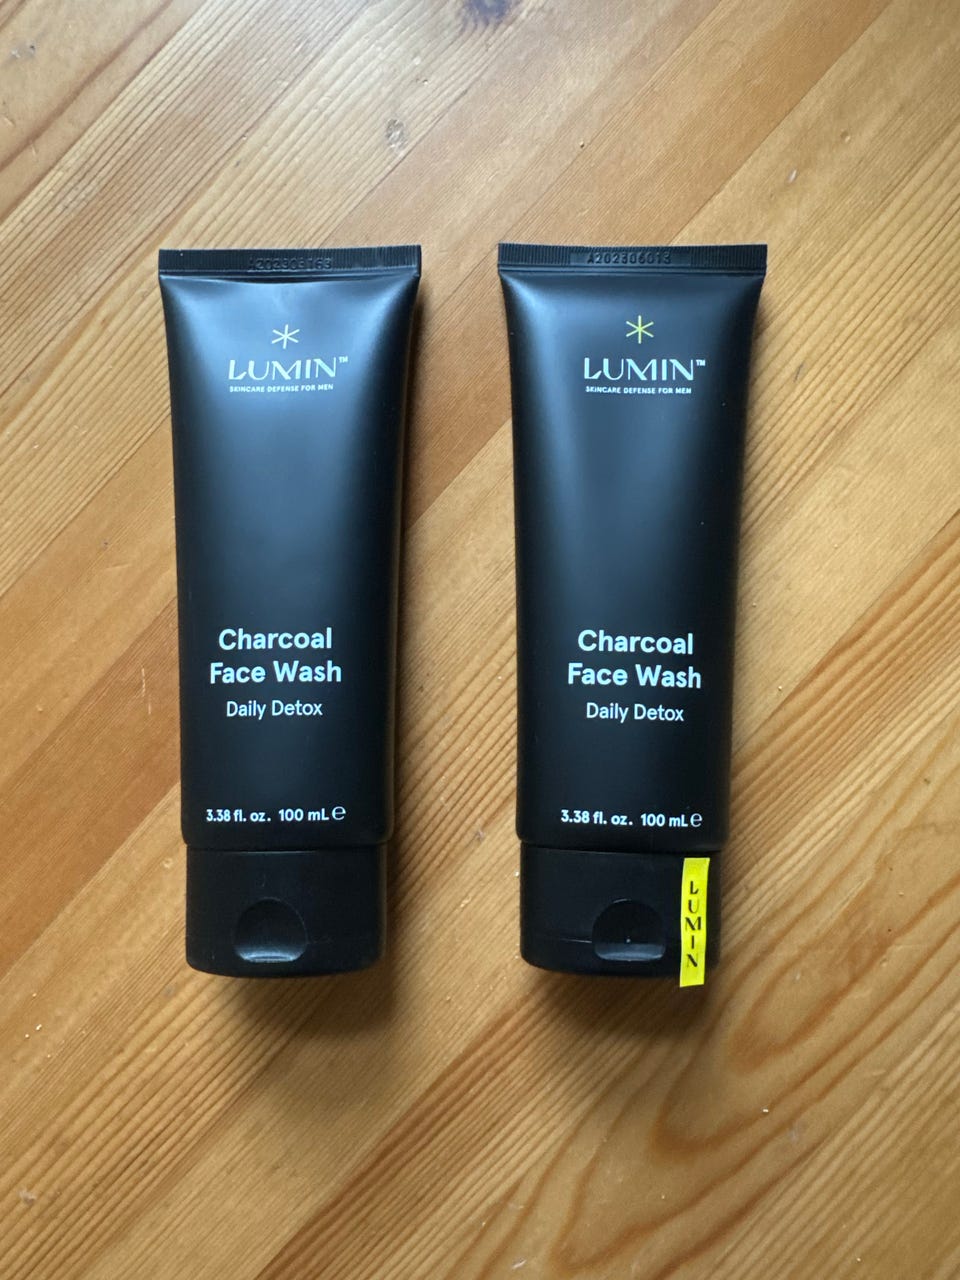 LUMIN™
SKINCARE DEFENSE FOR MEN
Charcoal
Face Wash
Daily Detox
3.38 fl. oz. 100 mL ℮
A202306013
LUMIN™
SKINCARE DEFENSE FOR MEN
Charcoal
Face Wash
Daily Detox
3.38 fl. oz. 100 mL ℮
LUMIN